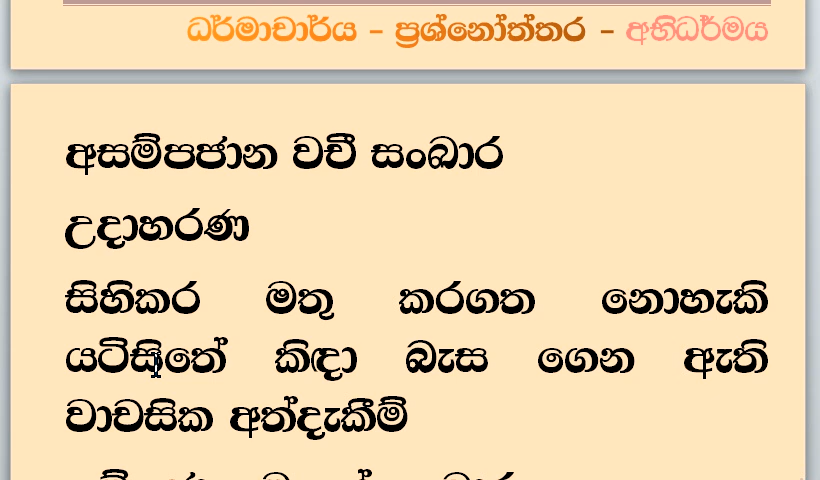 ධර්මාචාර්ය – ප්‍රශ්නෝත්තර – අභිධර්මය
අසම්පජාන වචී සංඛාර
උදාහරණ
සිහිකර මතු කරගත නොහැකි
යටිසිතේ කිඳා බැස ගෙන ඇති
වාචසික අත්දැකීම්